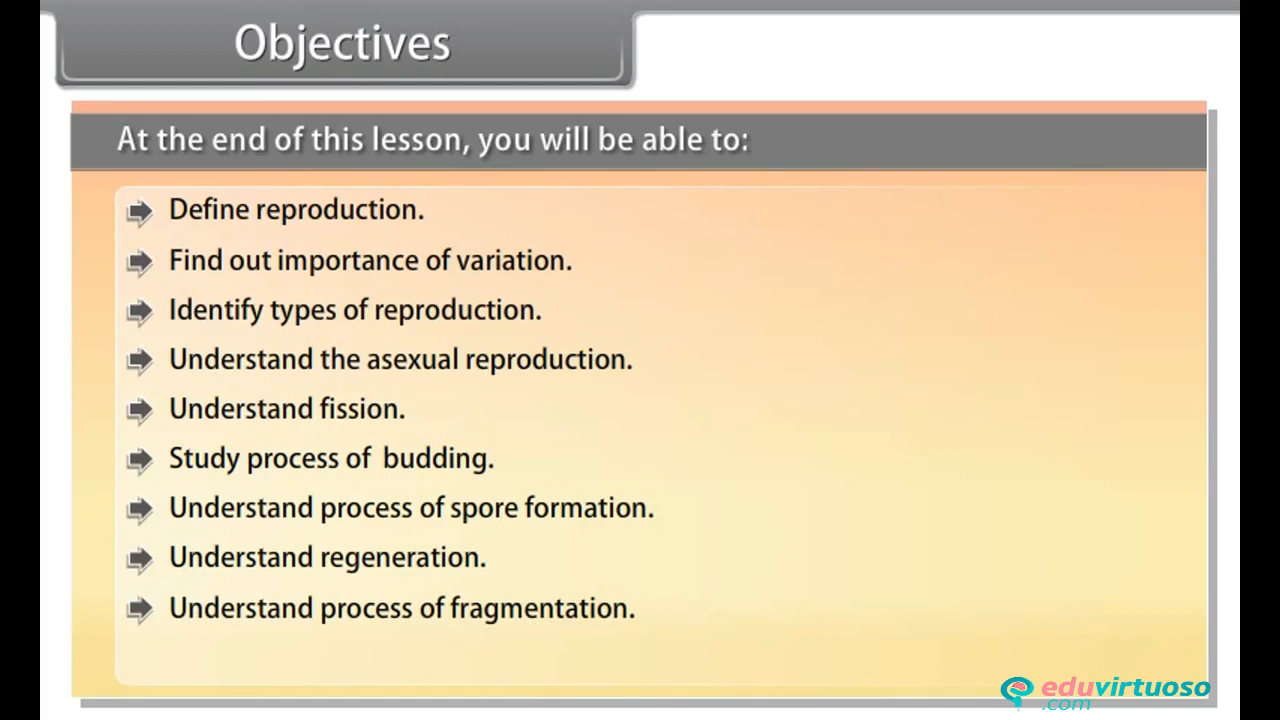 Objectives
At the end of this lesson, you will be able to:
Define reproduction.
Find out importance of variation.
Identify types of reproduction.
Understand the asexual reproduction.
Understand fission.
Study process of  budding.
Understand process of spore formation.
Understand regeneration.
Understand process of fragmentation.
eduvirtuoso
.com